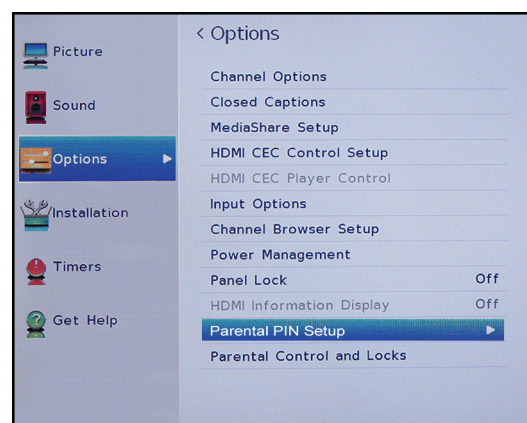 Picture
Sound
Options
Installation
Timers
Get Help
< Options
Channel Options
Closed Captions
MediaShare Setup
HDMI CEC Control Setup
HDMI CEC Player Control
Input Options
Channel Browser Setup
Power Management
Panel Lock Off
HDMI Information Display Off
Parental PIN Setup
Parental Control and Locks